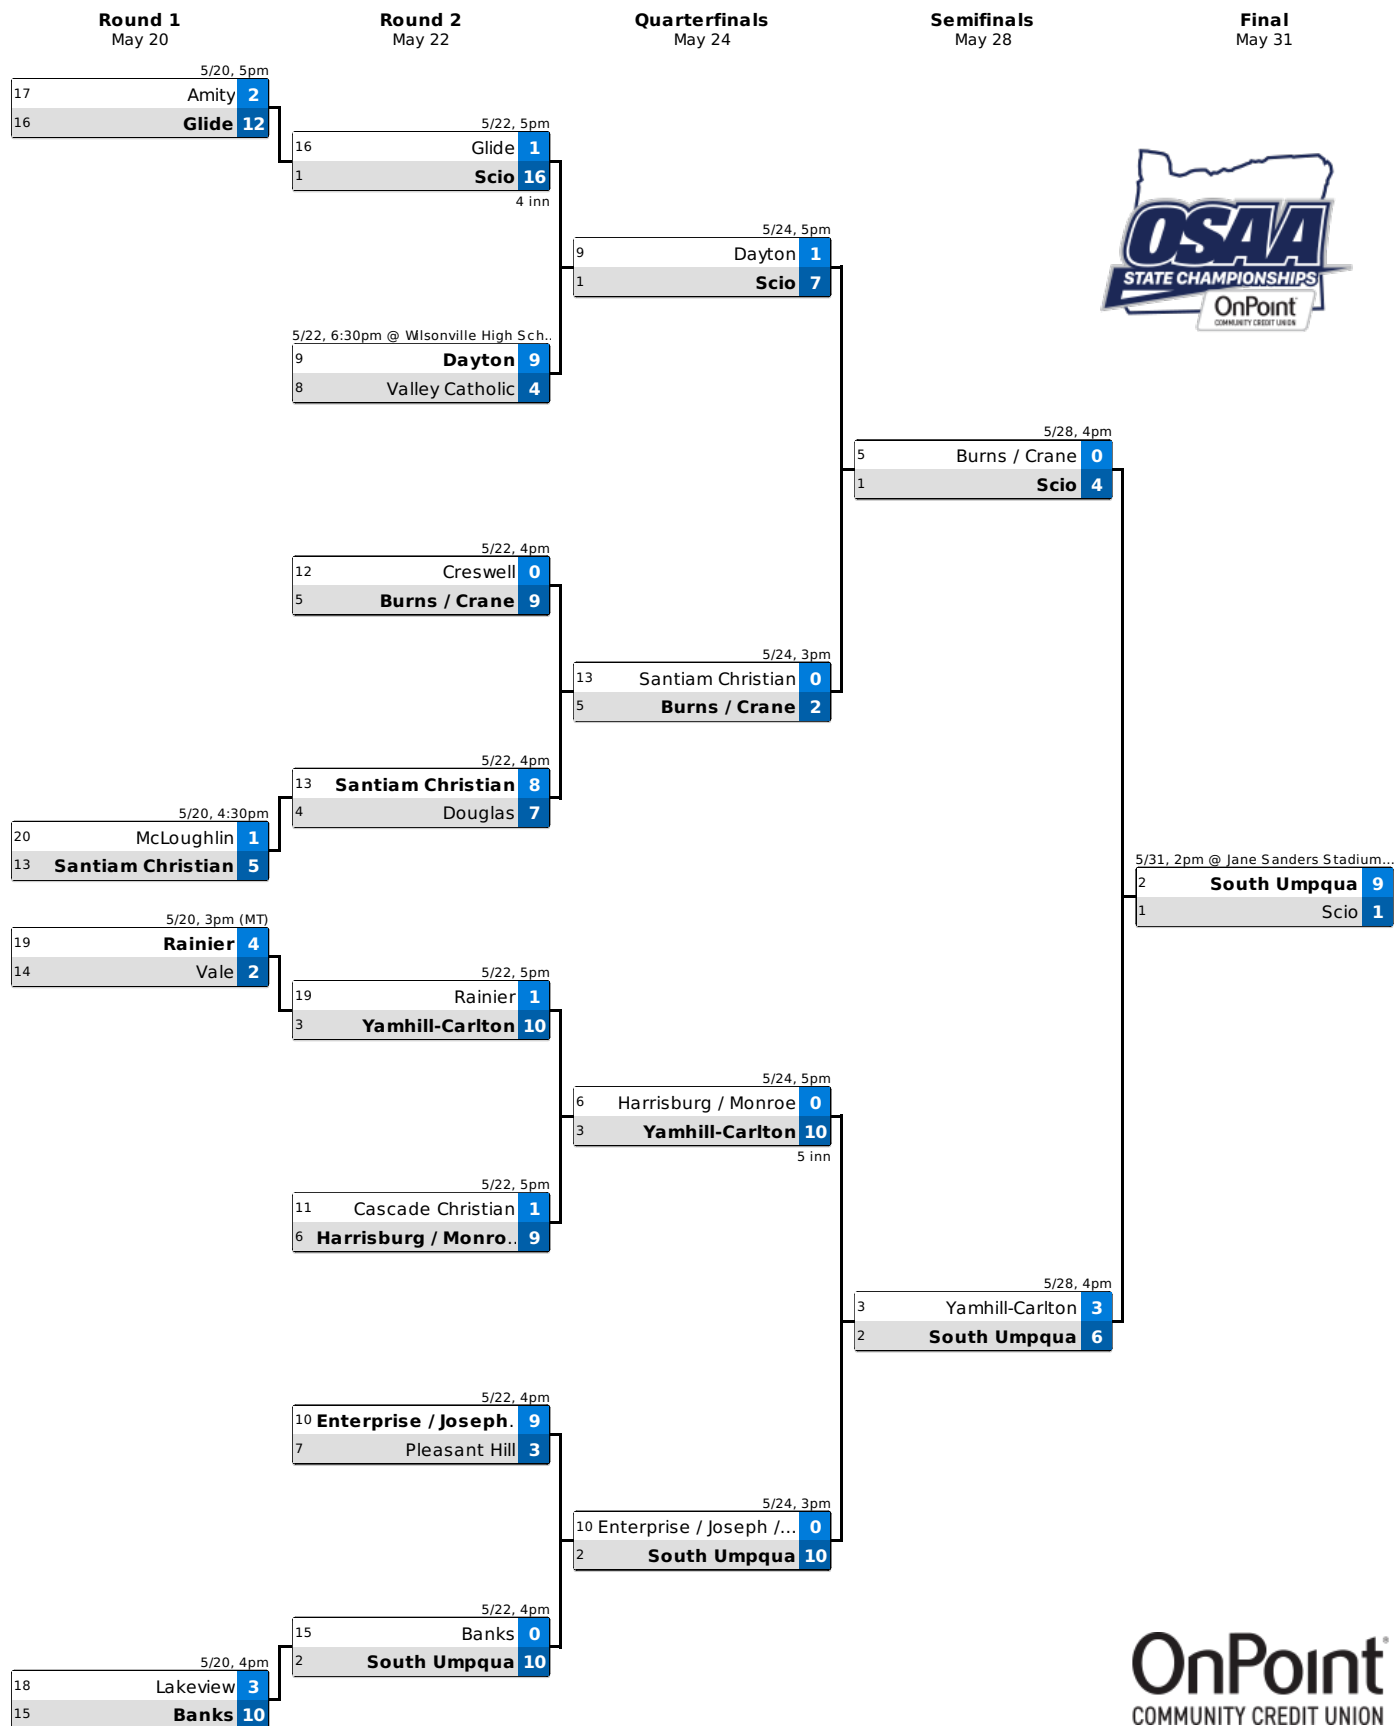 Round 1
May 20
Round 2
May 22
Quarterfinals
May 24
Semifinals
May 28
Final
May 31
5/20, 5pm
17 Amity 2
16 Glide 12
5/22, 5pm
16 Glide 1
1 Scio 16
4 inn
5/24, 5pm
9 Dayton 1
1 Scio 7
OSAA
STATE CHAMPIONSHIPS
OnPoint
COMMUNITY CREDIT UNION
5/22, 6:30pm @ Wilsonville High Sch..
9 Dayton 9
8 Valley Catholic 4
5/28, 4pm
5 Burns / Crane 0
1 Scio 4
5/22, 4pm
12 Creswell 0
5 Burns / Crane 9
5/24, 3pm
13 Santiam Christian 0
5 Burns / Crane 2
5/22, 4pm
13 Santiam Christian 8
4 Douglas 7
5/20, 4:30pm
20 McLoughlin 1
13 Santiam Christian 5
5/31, 2pm @ Jane Sanders Stadium...
2 South Umpqua 9
1 Scio 1
5/20, 3pm (MT)
19 Rainier 4
14 Vale 2
5/22, 5pm
19 Rainier 1
3 Yamhill-Carlton 10
5/24, 5pm
6 Harrisburg / Monroe 0
3 Yamhill-Carlton 10
5 inn
5/22, 5pm
11 Cascade Christian 1
6 Harrisburg / Monro.. 9
5/28, 4pm
3 Yamhill-Carlton 3
2 South Umpqua 6
5/22, 4pm
10 Enterprise / Joseph. 9
7 Pleasant Hill 3
5/24, 3pm
10 Enterprise / Joseph /... 0
2 South Umpqua 10
5/22, 4pm
15 Banks 0
2 South Umpqua 10
5/20, 4pm
18 Lakeview 3
15 Banks 10
OnPoint
COMMUNITY CREDIT UNION